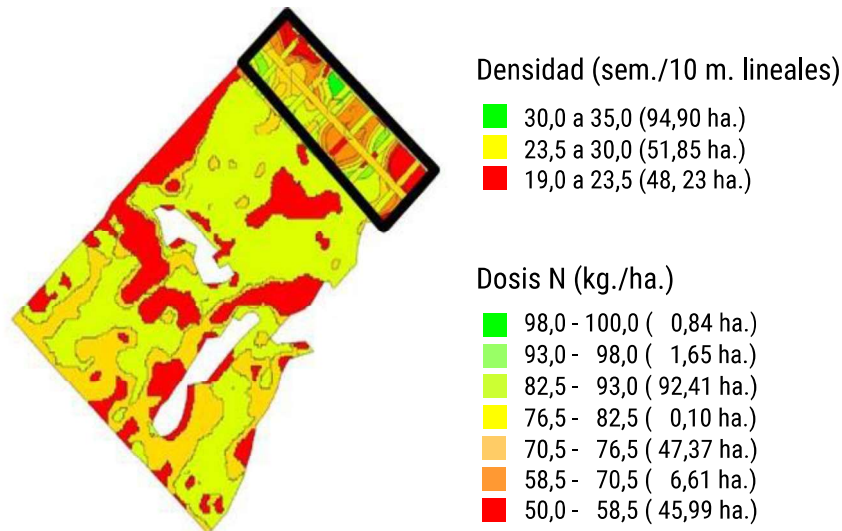 Densidad (sem./10 m. lineales)
30,0 a 35,0 (94,90 ha.)
23,5 a 30,0 (51,85 ha.)
19,0 a 23,5 (48, 23 ha.)
Dosis N (kg./ha.)
98,0 - 100,0 ( 0,84 ha.)
93,0 - 98,0 ( 1,65 ha.)
82,5 - 93,0 ( 92,41 ha.)
76,5 - 82,5 ( 0,10 ha.)
70,5 - 76,5 ( 47,37 ha.)
58,5 - 70,5 ( 6,61 ha.)
50,0 - 58,5 ( 45,99 ha.)